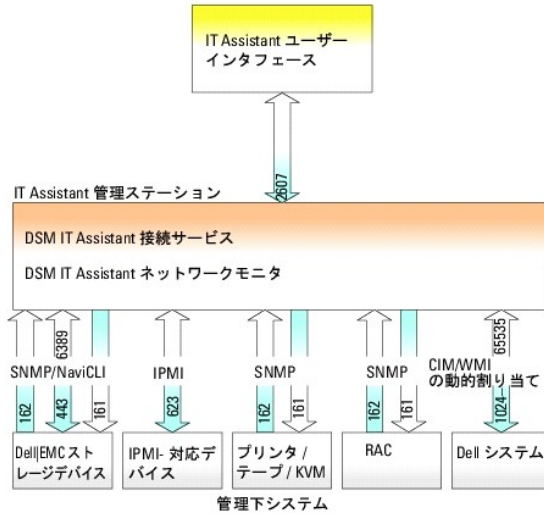 IT Assistant ユーザー
インタフェース
2607
IT Assistant 管理ステーション
DSM IT Assistant 接続サービス
DSM IT Assistant ネットワークモニタ
6389
65535
SNMP/NaviCLI
IPMI
SNMP
SNMP
CIM/WMI
の動的割り当て
162
443
161
623
162
161
162
161
1024–
Dell|EMC スト
レージデバイス
IPMI- 対応デ
バイス
プリンタ /
テープ / KVM
RAC
Dell システム
管理下システム